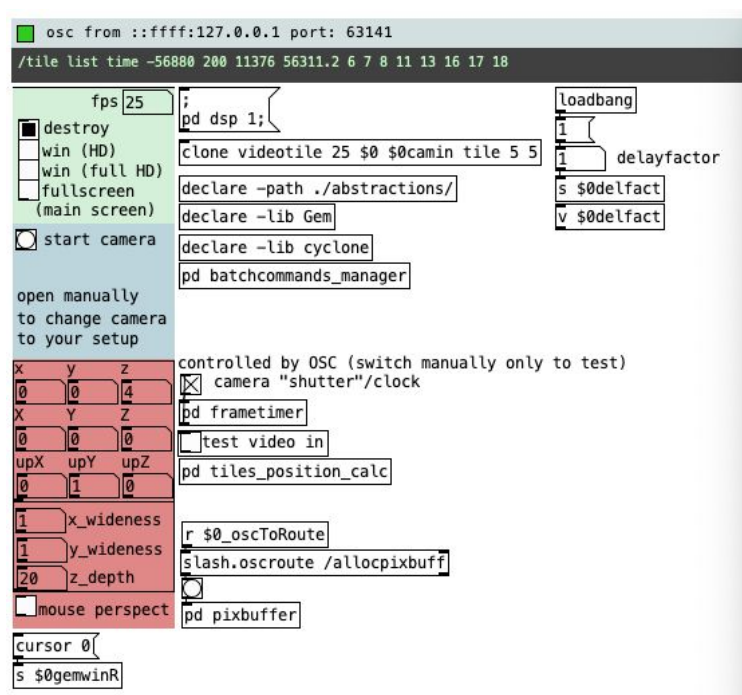 osc from ::ffff:127.0.0.1 port: 63141
/tile list time -56880 200 11376 56311.2 6 7 8 11 13 16 17 18
fps 25
destroy
win (HD)
win (full HD)
fullscreen
(main screen)
start camera
open manually
to change camera
to your setup
x y z
0 0 4
X Y Z
0 0 0
upX upY upZ
0 1 0
1 x_wideness
1 y_wideness
20 z_depth
mouse perspect
cursor 0
s $0gemwinR
;
pd dsp 1;
clone videotile 25 $0 $0camin tile 5 5
declare -path ./abstractions/
declare -lib Gem
declare -lib cyclone
pd batchcommands_manager
controlled by OSC (switch manually only to test)
camera "shutter"/clock
pd frametimer
test video in
pd tiles_position_calc
r $0_oscToRoute
slash.oscroute /allocpixbuff
pd pixbuffer
loadbang
1
1 delayfactor
s $0delfact
v $0delfact